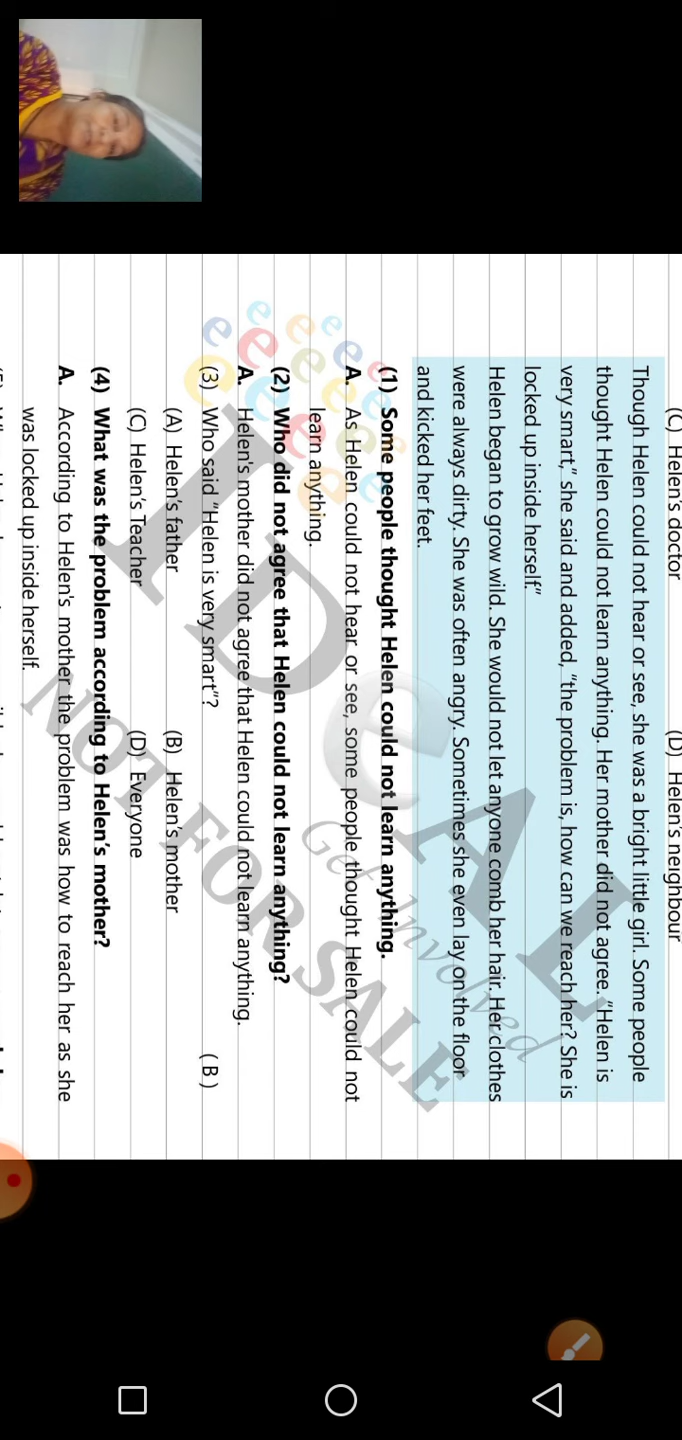 (C) Helen's doctor (D) Helen's neighbour
Though Helen could not hear or see, she was a bright little girl. Some people
thought Helen could not learn anything. Her mother did not agree. "Helen is
very smart," she said and added, "the problem is, how can we reach her? She is
locked up inside herself."
Helen began to grow wild. She would not let anyone comb her hair. Her clothes
were always dirty. She was often angry. Sometimes she even lay on the floor
and kicked her feet.
(1) Some people thought Helen could not learn anything.
A. As Helen could not hear or see, some people thought Helen could not
learn anything.
(2) Who did not agree that Helen could not learn anything?
A. Helen's mother did not agree that Helen could not learn anything.
(3) Who said "Helen is very smart"? (B)
(A) Helen's father (B) Helen's mother
(C) Helen's Teacher (D) Everyone
(4) What was the problem according to Helen's mother?
A. According to Helen's mother the problem was how to reach her as she
was locked up inside herself.
IDeAL
Get Involved
NOT FOR SALE